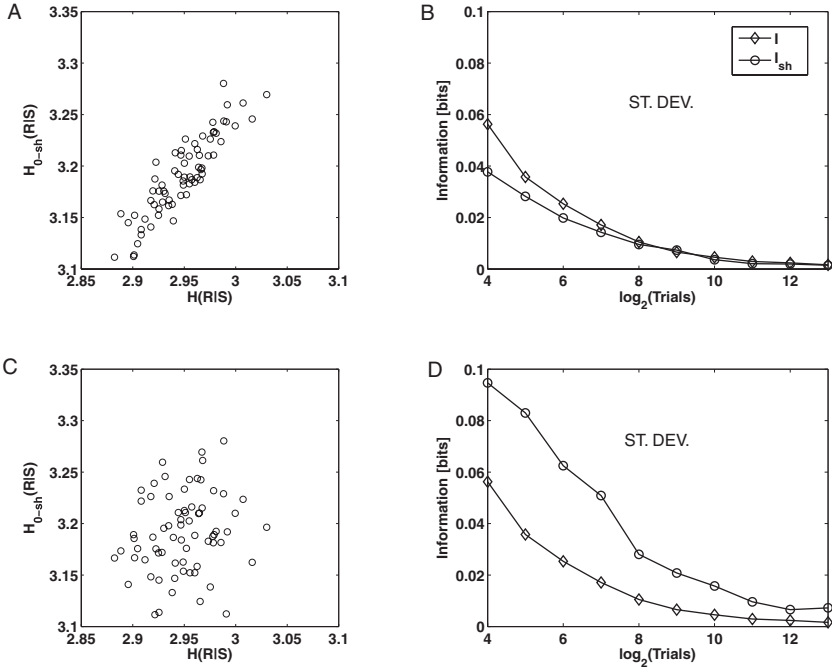 A
3.35
3.3
3.25
3.2
3.15
3.1
2.85 2.9 2.95 3 3.05 3.1
H(R|S)
H0-sh(R|S)
B
0.1
0.08
0.06
0.04
0.02
0
4 6 8 10 12
log2(Trials)
Information [bits]
I
Ish
ST. DEV.
C
3.35
3.3
3.25
3.2
3.15
3.1
2.85 2.9 2.95 3 3.05 3.1
H(R|S)
H0-sh(R|S)
D
0.1
0.08
0.06
0.04
0.02
0
4 6 8 10 12
log2(Trials)
Information [bits]
ST. DEV.